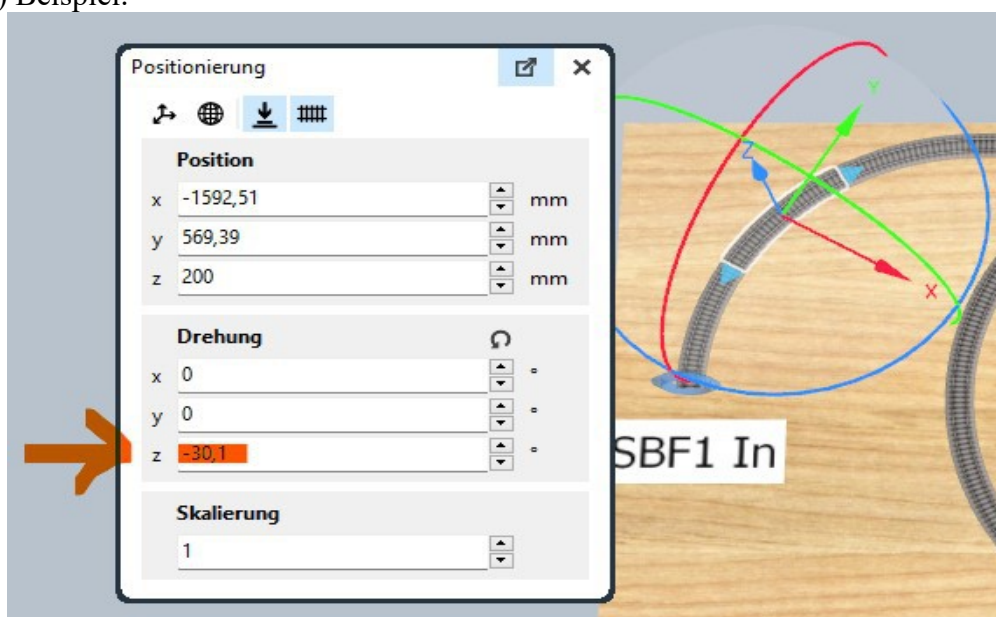 ) Beispiel:
Positionierung
Position
x -1592,51 mm
y 569,39 mm
z 200 mm
Drehung
x 0 °
y 0 °
z -30,1 °
Skalierung
1
Z
Y
X
SBF1 In